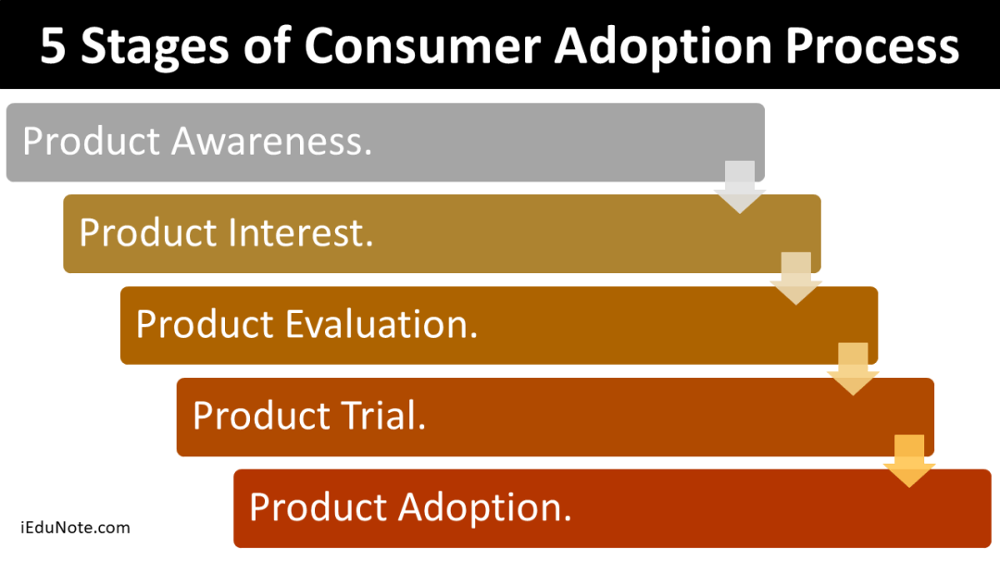 5 Stages of Consumer Adoption Process
Product Awareness.
Product Interest.
Product Evaluation.
Product Trial.
Product Adoption.
iEduNote.com